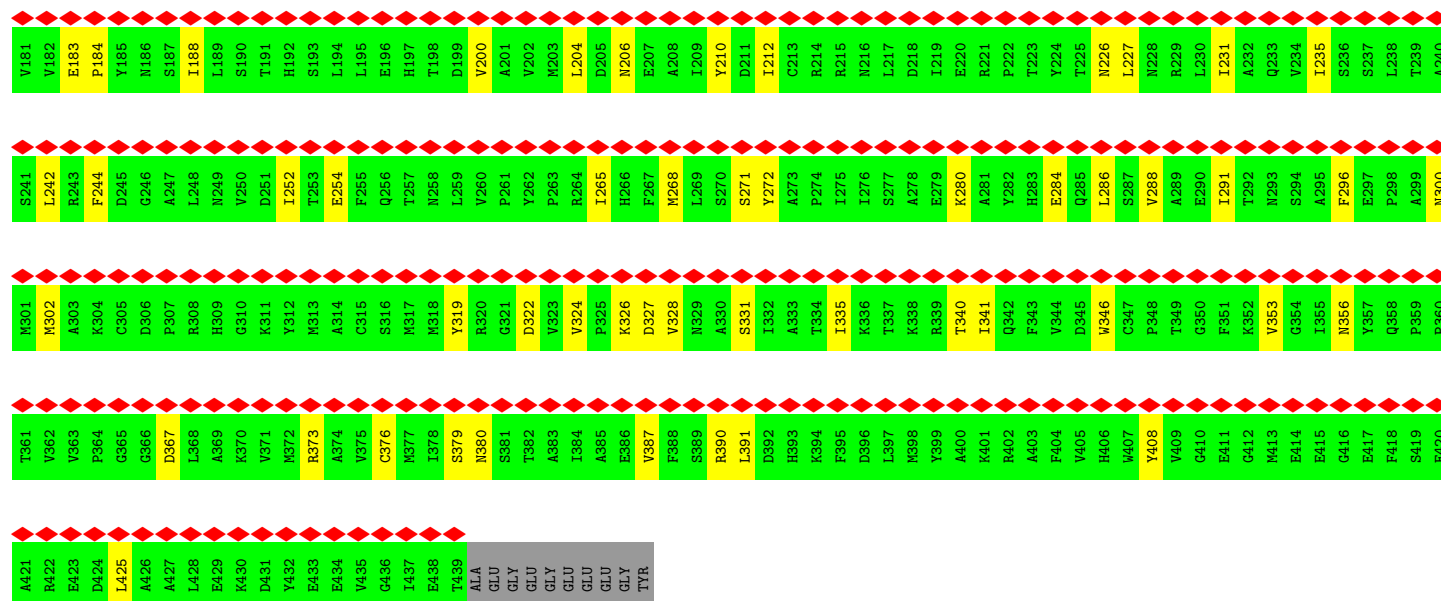 V181 V182 E183 P184 Y185 N186 S187 I188 L189 S190 T191 H192 S193 L194 L195 E196 H197 T198 D199 V200 A201 V202 M203 L204 D205 N206 E207 A208 I209 Y210 D211 I212 C213 R214 R215 N216 L217 D218 I219 E220 R221 P222 T223 Y224 T225 N226 L227 N228 R229 L230 I231 A232 Q233 V234 I235 S236 S237 L238 T239 A240
S241 L242 R243 F244 D245 G246 A247 L248 N249 V250 D251 I252 T253 E254 F255 Q256 T257 N258 L259 V260 P261 Y262 P263 R264 I265 H266 F267 M268 L269 S270 S271 Y272 A273 P274 I275 I276 S277 A278 E279 K280 A281 Y282 H283 E284 Q285 L286 S287 V288 A289 E290 I291 T292 N293 S294 A295 F296 E297 P298 A299 N300
M301 M302 A303 K304 C305 D306 P307 R308 H309 G310 K311 Y312 M313 A314 C315 S316 M317 M318 Y319 R320 G321 D322 V323 V324 P325 K326 D327 V328 N329 A330 S331 I332 A333 T334 I335 K336 T337 K338 R339 T340 I341 Q342 F343 V344 D345 W346 C347 P348 T349 G350 F351 K352 V353 G354 I355 N356 Y357 Q358 P359 P360
T361 V362 V363 P364 G365 G366 D367 L368 A369 K370 V371 M372 R373 A374 V375 C376 M377 I378 S379 N380 S381 T382 A383 I384 A385 E386 V387 F388 S389 R390 L391 D392 H393 K394 F395 D396 L397 M398 Y399 A400 K401 R402 A403 F404 V405 H406 W407 Y408 V409 G410 E411 G412 M413 E414 E415 G416 E417 F418 S419 E420
A421 R422 E423 D424 L425 A426 A427 L428 E429 K430 D431 Y432 E433 E434 V435 G436 I437 E438 T439 ALA GLU GLY GLU GLY GLU GLU GLU GLY TYR